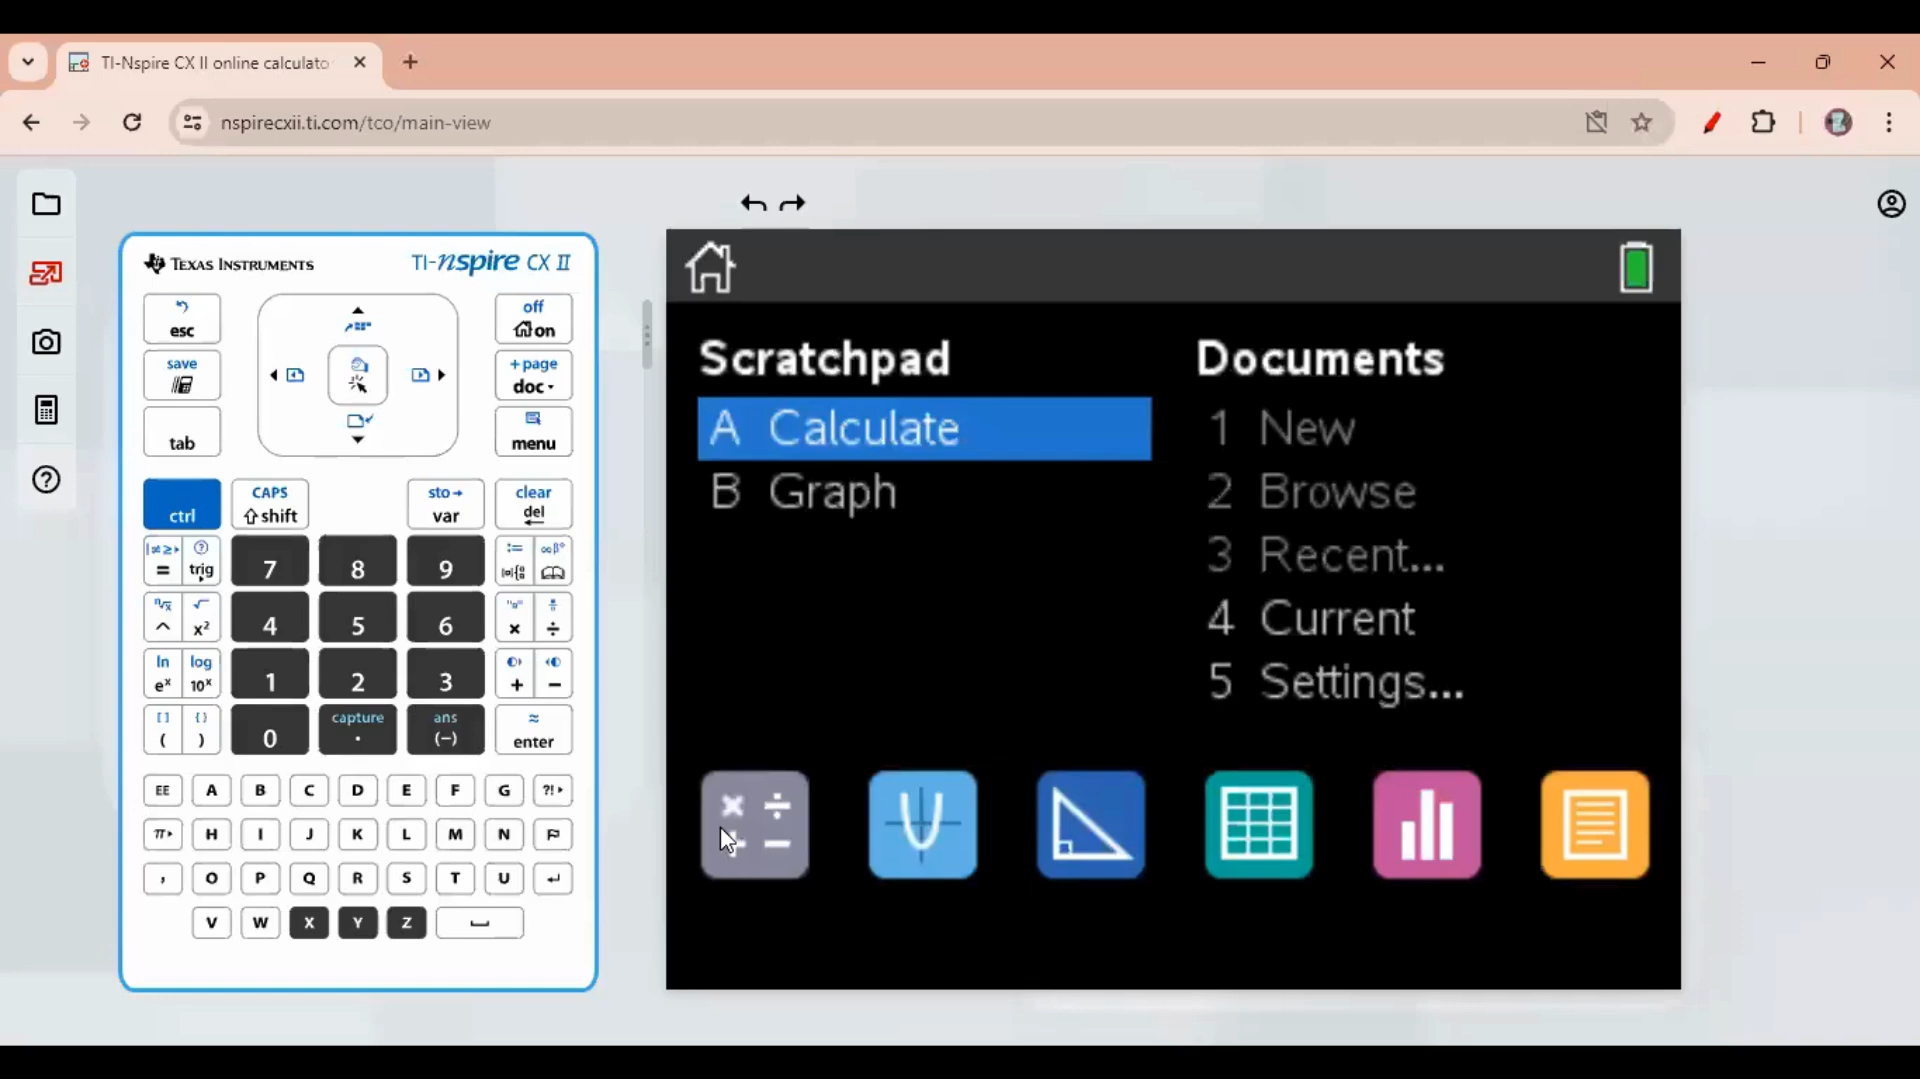 TI-Nspire CX II online calculato
nspirecxii.ti.com/tco/main-view
TEXAS INSTRUMENTS TI-nspire CX II
esc
off
on
save
+ page
doc
tab
menu
ctrl
CAPS
shift
sto→
var
clear
del
|≠≥▸
=
?
trig
7
8
9
:=
|□|{8
∞β°
ⁿ√x
^
√
x²
4
5
6
"□"
×
÷
ln
eˣ
log
10ˣ
1
2
3
+
−
[ ]
(
{ }
)
0
capture
.
ans
(−)
≈
enter
EE A B C D E F G ?!▸
π▸ H I J K L M N
, O P Q R S T U ↵
V W X Y Z
Scratchpad
A Calculate
B Graph
Documents
1 New
2 Browse
3 Recent...
4 Current
5 Settings...